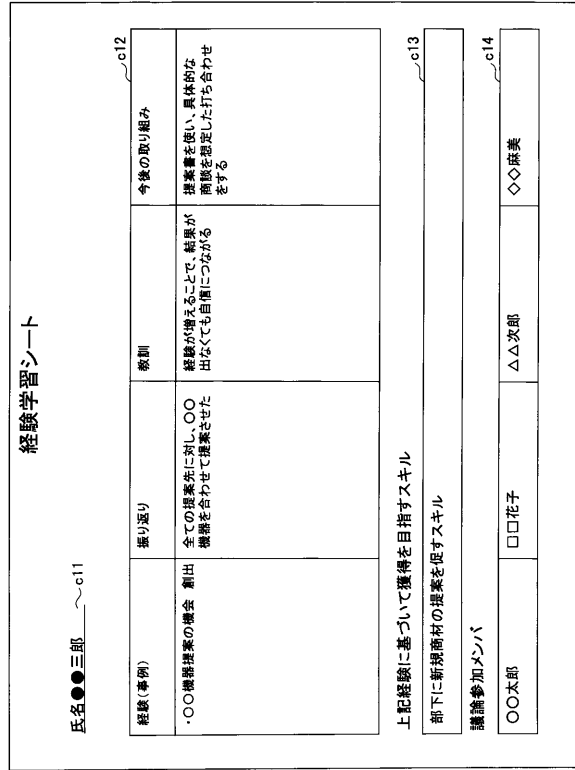 経験学習シート
氏名●●三郎
c11
c12
経験(事例)
振り返り
教訓
今後の取り組み
・〇〇機器提案の機会 創出
全ての提案先に対し、〇〇
機器を合わせて提案させた
経験が増えることで、結果が
出なくても自信につながる
提案書を使い、具体的な
商談を想定した打ち合わせ
をする
上記経験に基づいて獲得を目指すスキル
c13
部下に新規商材の提案を促すスキル
議論参加メンバ
c14
〇〇太郎
□□花子
△△次郎
◇◇麻美